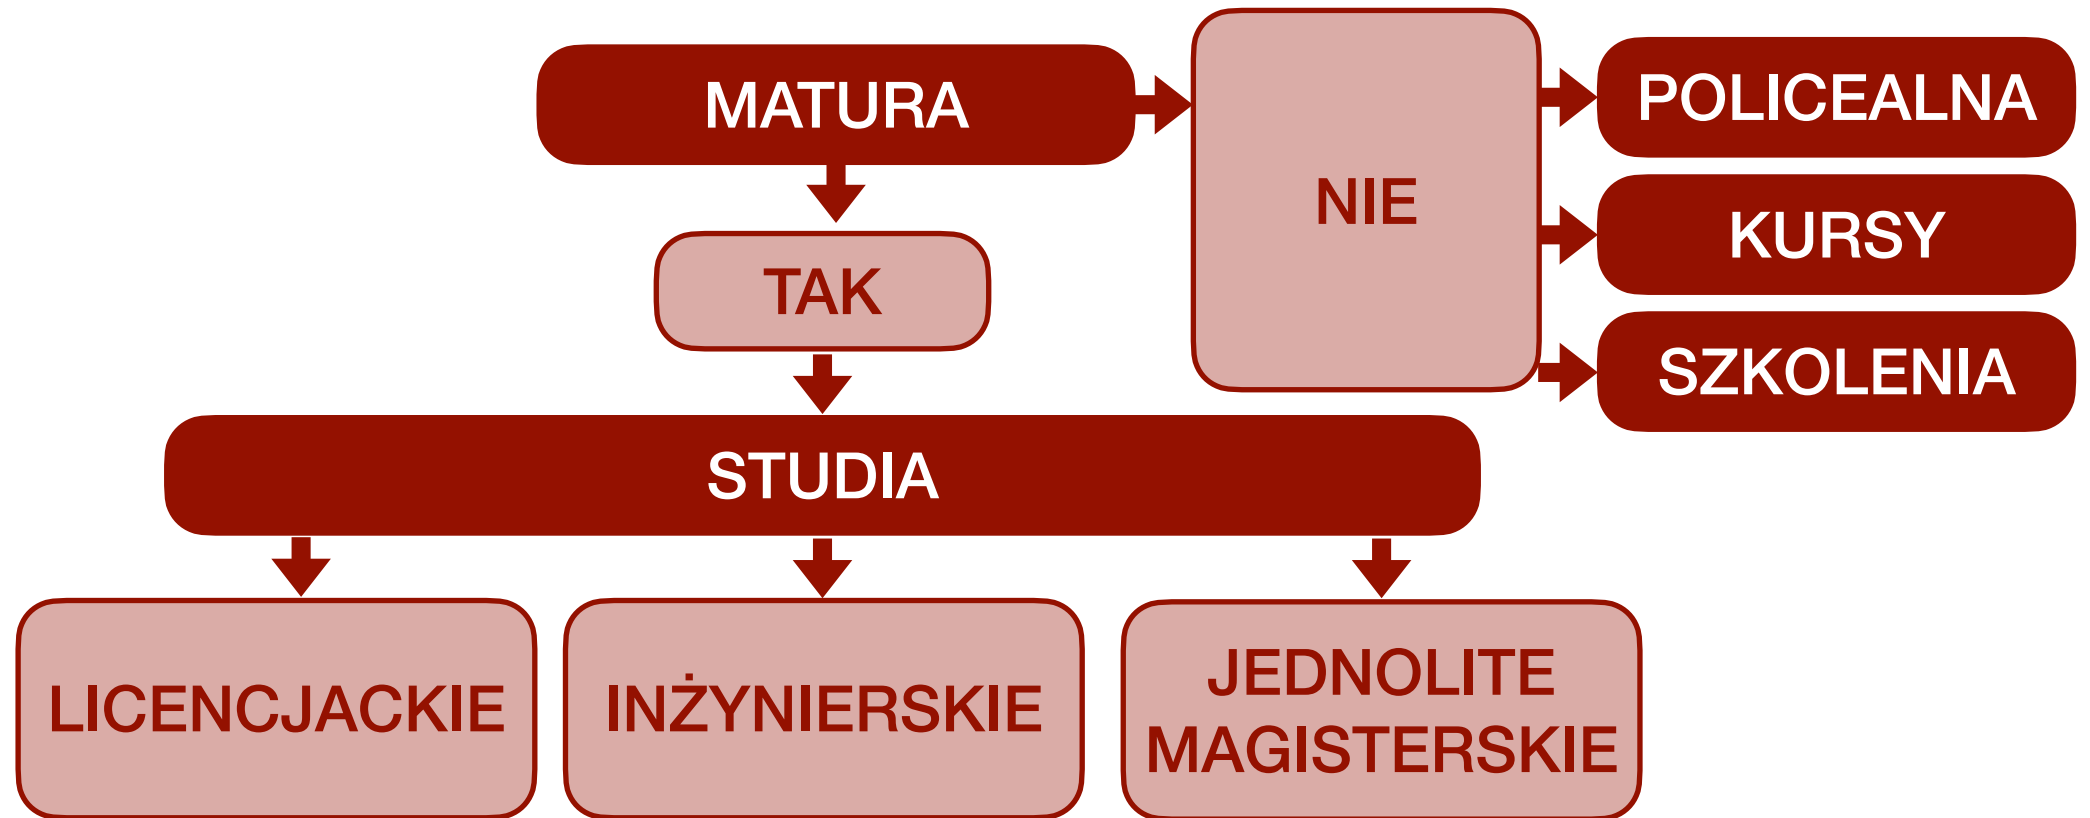 MATURA
NIE
POLICEALNA
KURSY
SZKOLENIA
TAK
STUDIA
LICENCJACKIE
INŻYNIERSKIE
JEDNOLITE
MAGISTERSKIE